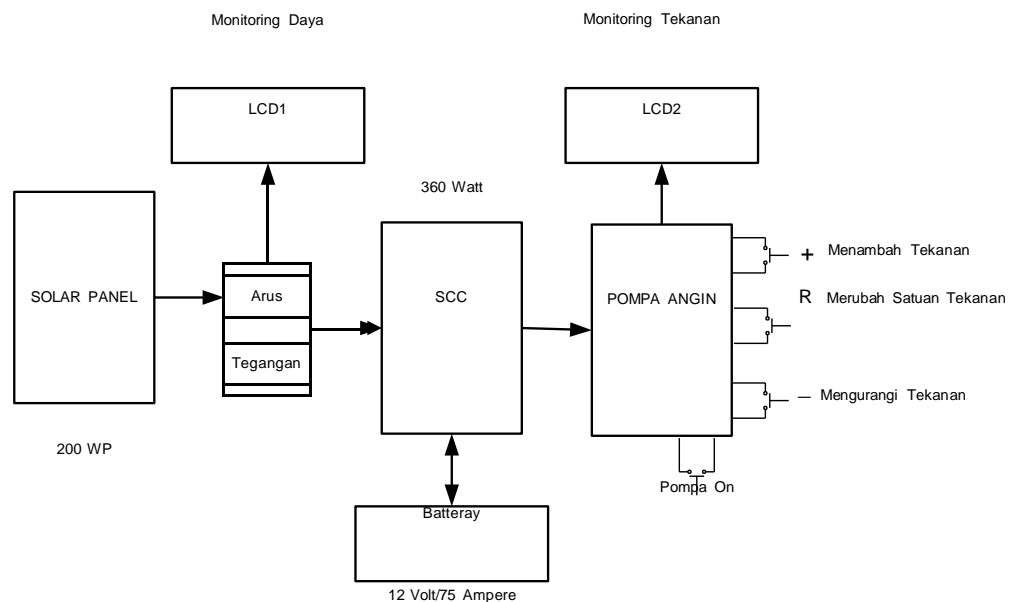 Monitoring Daya
Monitoring Tekanan
LCD1
LCD2
360 Watt
SOLAR PANEL
Arus
Tegangan
SCC
POMPA ANGIN
+ Menambah Tekanan
R Merubah Satuan Tekanan
– Mengurangi Tekanan
200 WP
Pompa On
Batteray
12 Volt/75 Ampere